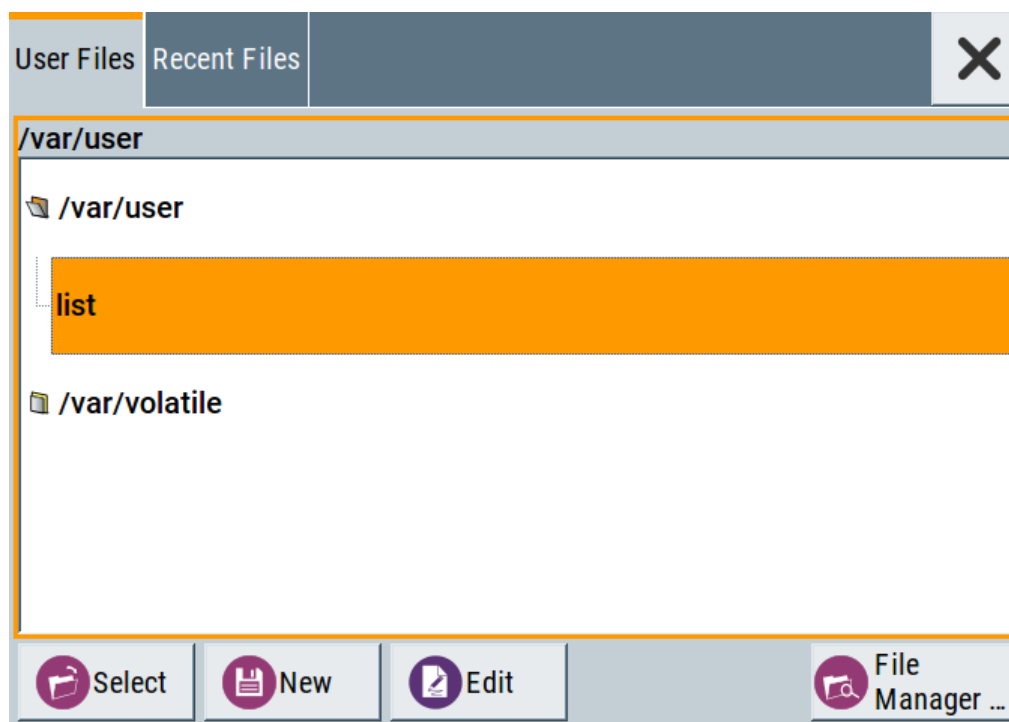 User Files Recent Files
/var/user
/var/user
list
/var/volatile
Select New Edit File
Manager ...